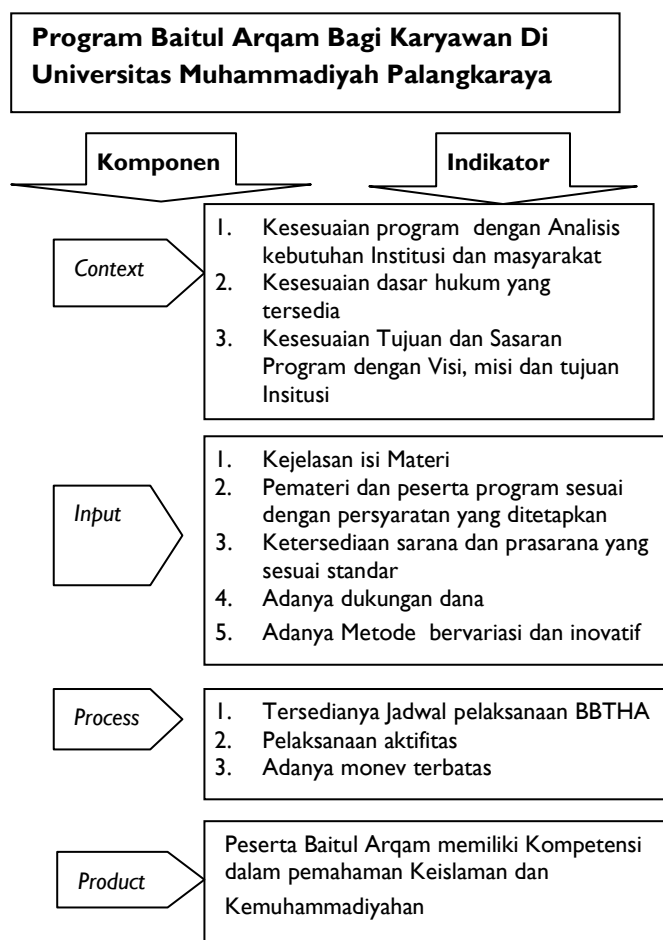 Program Baitul Arqam Bagi Karyawan Di
Universitas Muhammadiyah Palangkaraya
Komponen
Indikator
Context
1. Kesesuaian program dengan Analisis
kebutuhan Institusi dan masyarakat
2. Kesesuaian dasar hukum yang
tersedia
3. Kesesuaian Tujuan dan Sasaran
Program dengan Visi, misi dan tujuan
Insitusi
Input
1. Kejelasan isi Materi
2. Pemateri dan peserta program sesuai
dengan persyaratan yang ditetapkan
3. Ketersediaan sarana dan prasarana yang
sesuai standar
4. Adanya dukungan dana
5. Adanya Metode bervariasi dan inovatif
Process
1. Tersedianya Jadwal pelaksanaan BBTHA
2. Pelaksanaan aktifitas
3. Adanya monev terbatas
Product
Peserta Baitul Arqam memiliki Kompetensi
dalam pemahaman Keislaman dan
Kemuhammadiyahan